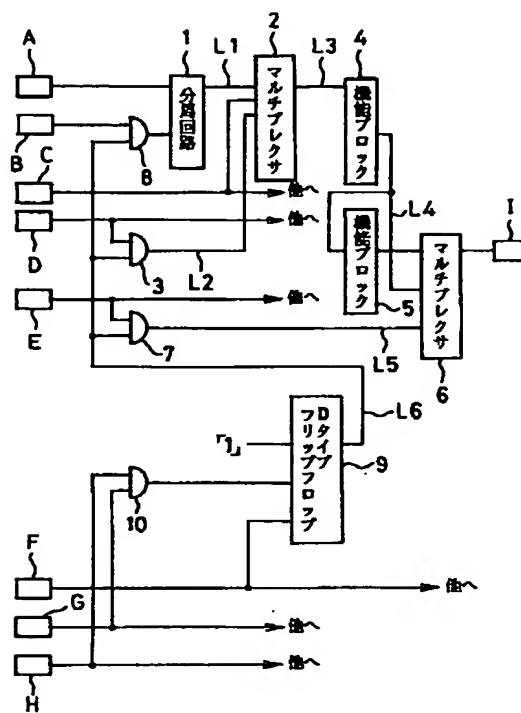 A
B
C
D
E
F
G
H
I
1
分路回路
L1
2
マルチプレクサ
L3
4
機能ブロック
8
他へ
他へ
L4
3
L2
機能ブロック
5
マルチプレクサ
6
他へ
7
L5
L6
「1」
Dタイプ
フリップフロップ
9
10
他へ
他へ
他へ